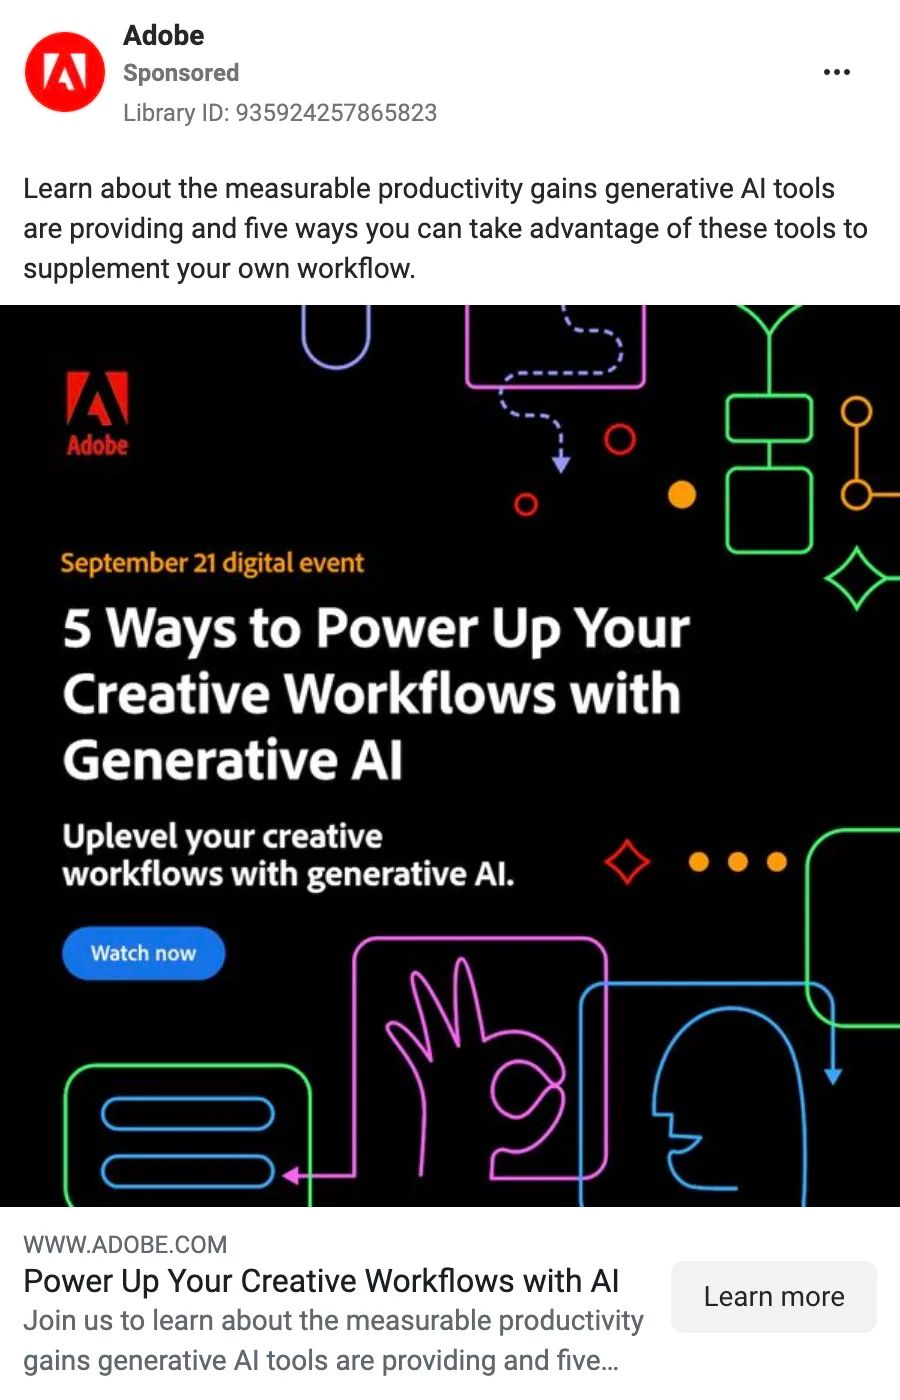 Adobe
Sponsored
Library ID: 935924257865823
Learn about the measurable productivity gains generative AI tools
are providing and five ways you can take advantage of these tools to
supplement your own workflow.
Adobe
September 21 digital event
5 Ways to Power Up Your
Creative Workflows with
Generative AI
Uplevel your creative
workflows with generative AI.
Watch now
WWW.ADOBE.COM
Power Up Your Creative Workflows with AI
Join us to learn about the measurable productivity
gains generative AI tools are providing and five...
Learn more